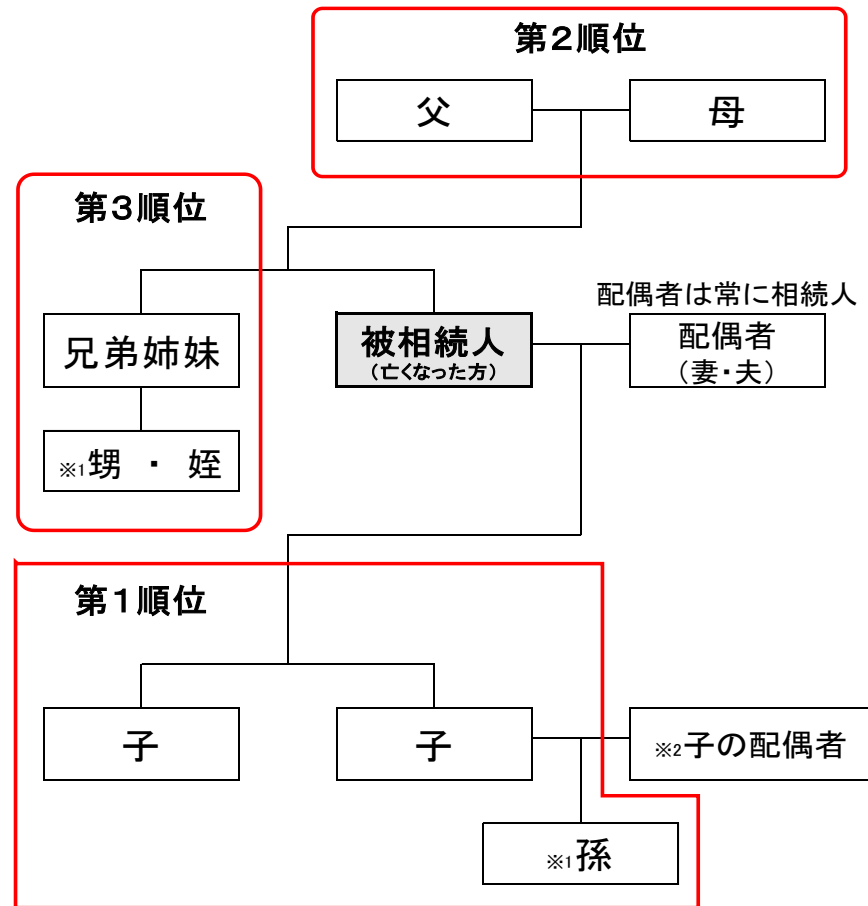 第２順位
父
母
第３順位
配偶者は常に相続人
兄弟姉妹
被相続人
（亡くなった方）
配偶者
（妻・夫）
※1甥 ・ 姪
第１順位
子
子
※2子の配偶者
※1孫